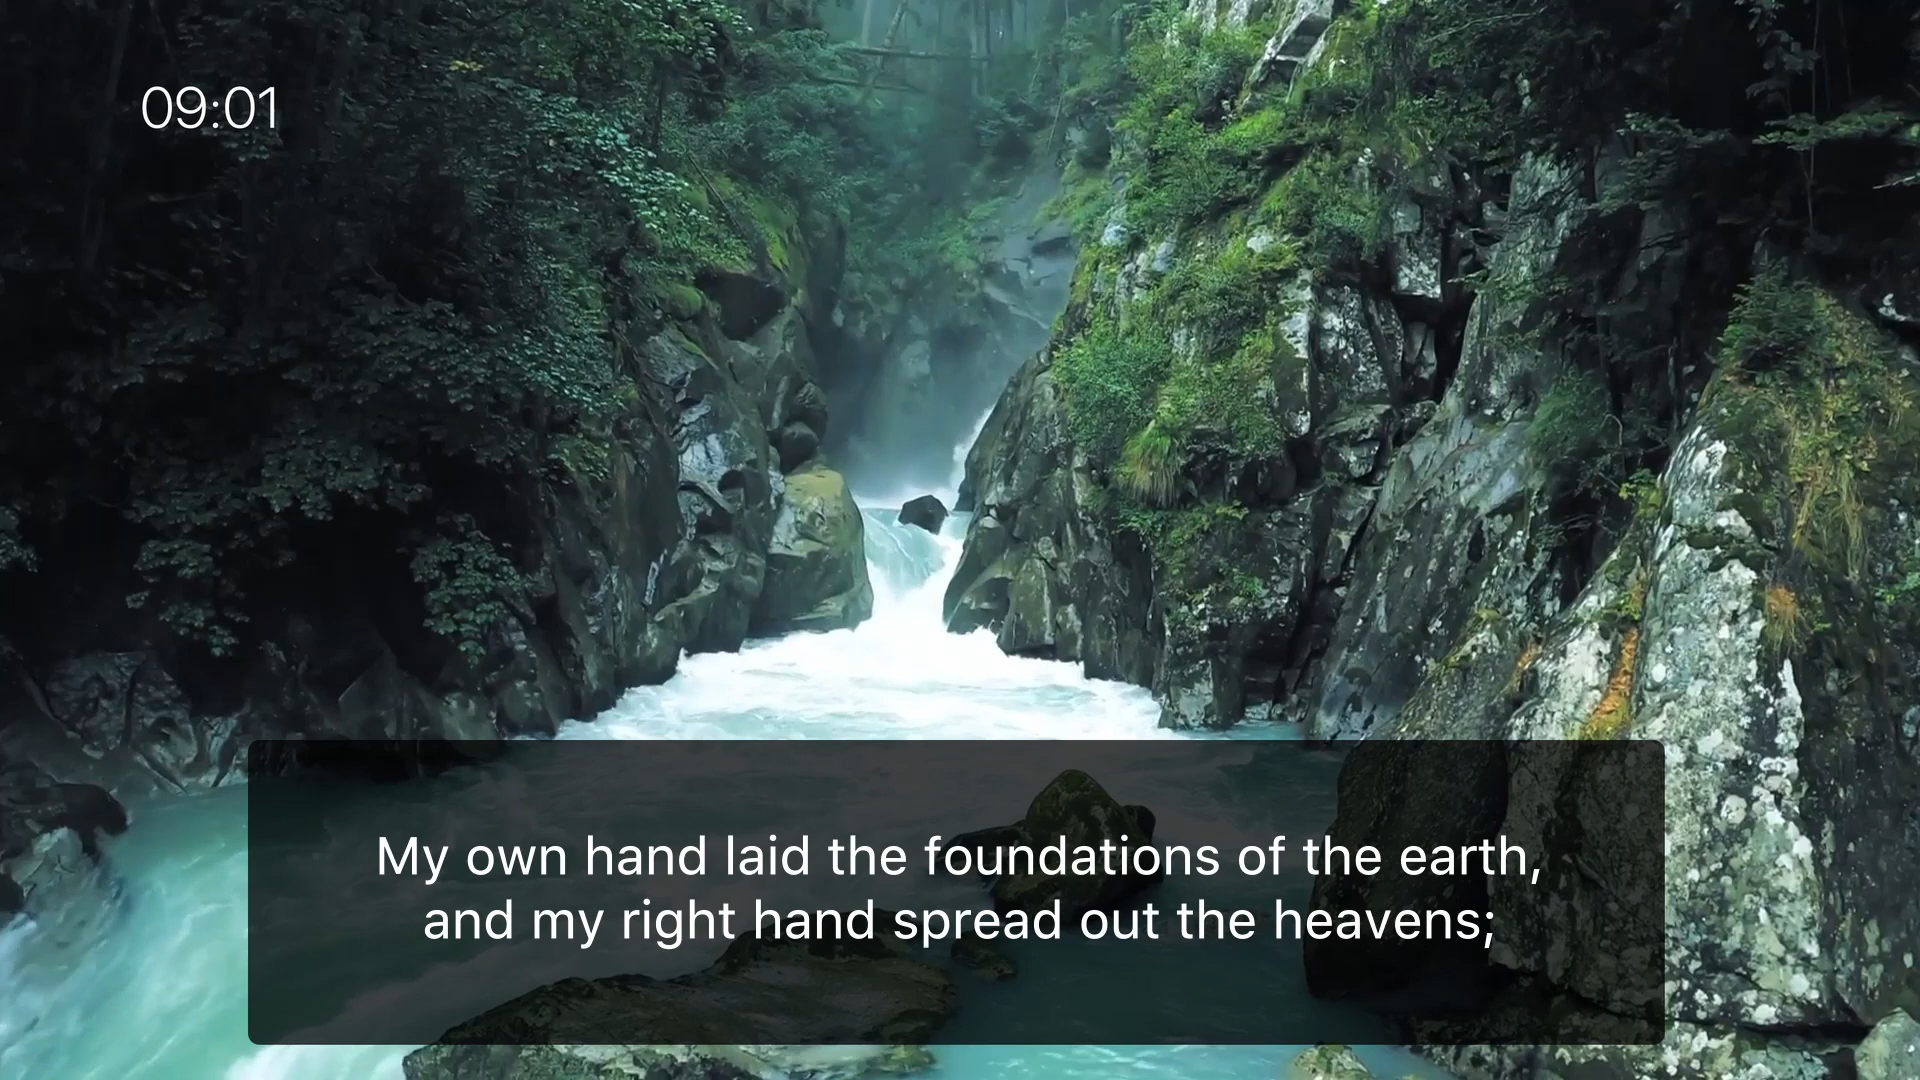 09:01
My own hand laid the foundations of the earth,
and my right hand spread out the heavens;